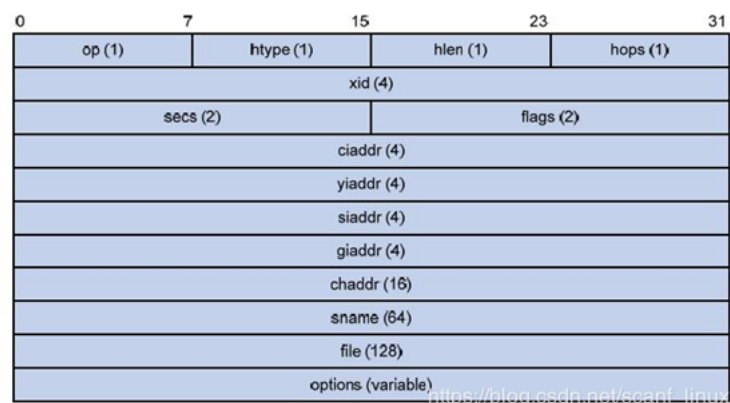 0 7 15 23 31
op (1) htype (1) hlen (1) hops (1)
xid (4)
secs (2) flags (2)
ciaddr (4)
yiaddr (4)
siaddr (4)
giaddr (4)
chaddr (16)
sname (64)
file (128)
options (variable)
https://blog.csdn.net/scanf_linux